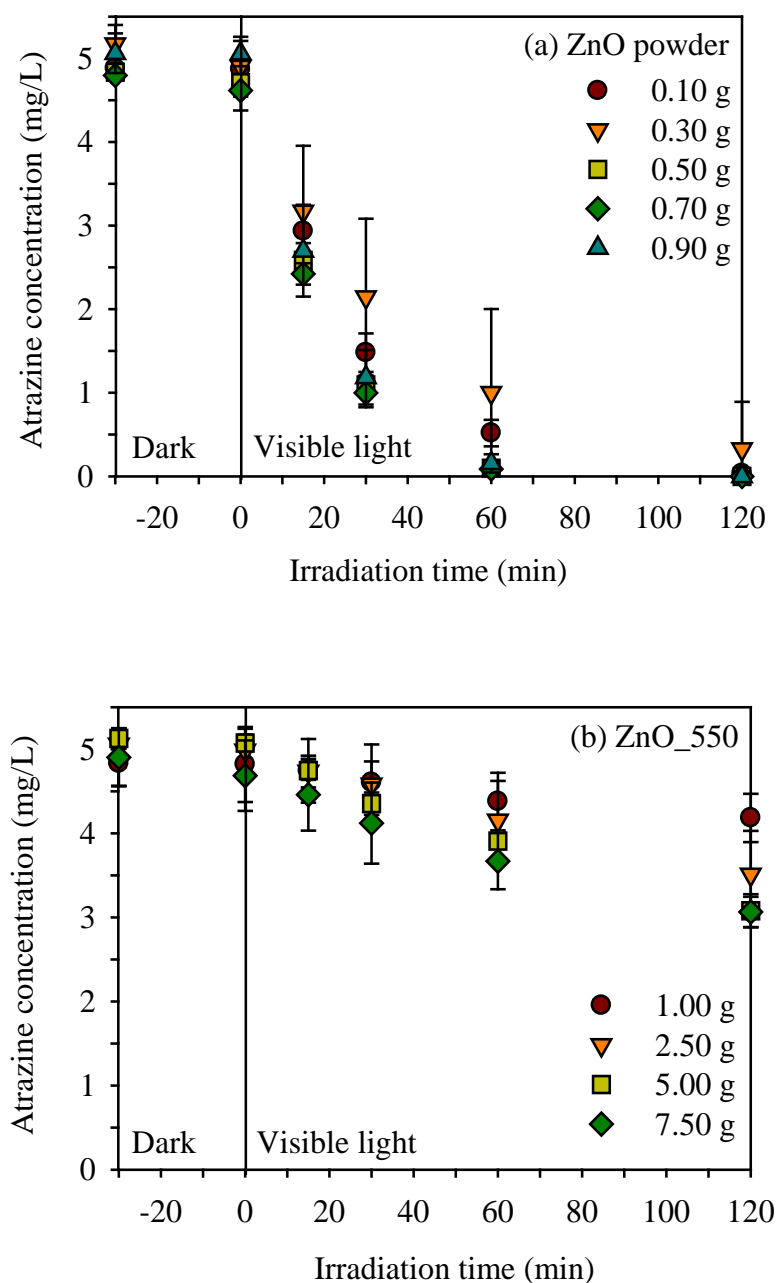 (a) ZnO powder
0.10 g
0.30 g
0.50 g
0.70 g
0.90 g
Atrazine concentration (mg/L)
5
4
3
2
1
0
Dark
Visible light
-20 0 20 40 60 80 100 120
Irradiation time (min)
(b) ZnO_550
Atrazine concentration (mg/L)
5
4
3
2
1
0
1.00 g
2.50 g
5.00 g
7.50 g
Dark
Visible light
-20 0 20 40 60 80 100 120
Irradiation time (min)